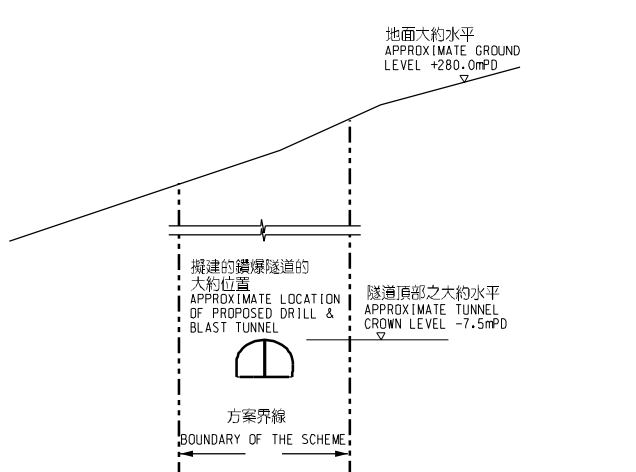 地面大約水平
APPROXIMATE GROUND
LEVEL +280.0mPD
擬建的鑽爆隧道的
大約位置
APPROXIMATE LOCATION
OF PROPOSED DRILL &
BLAST TUNNEL
隧道頂部之大約水平
APPROXIMATE TUNNEL
CROWN LEVEL -7.5mPD
方案界線
BOUNDARY OF THE SCHEME